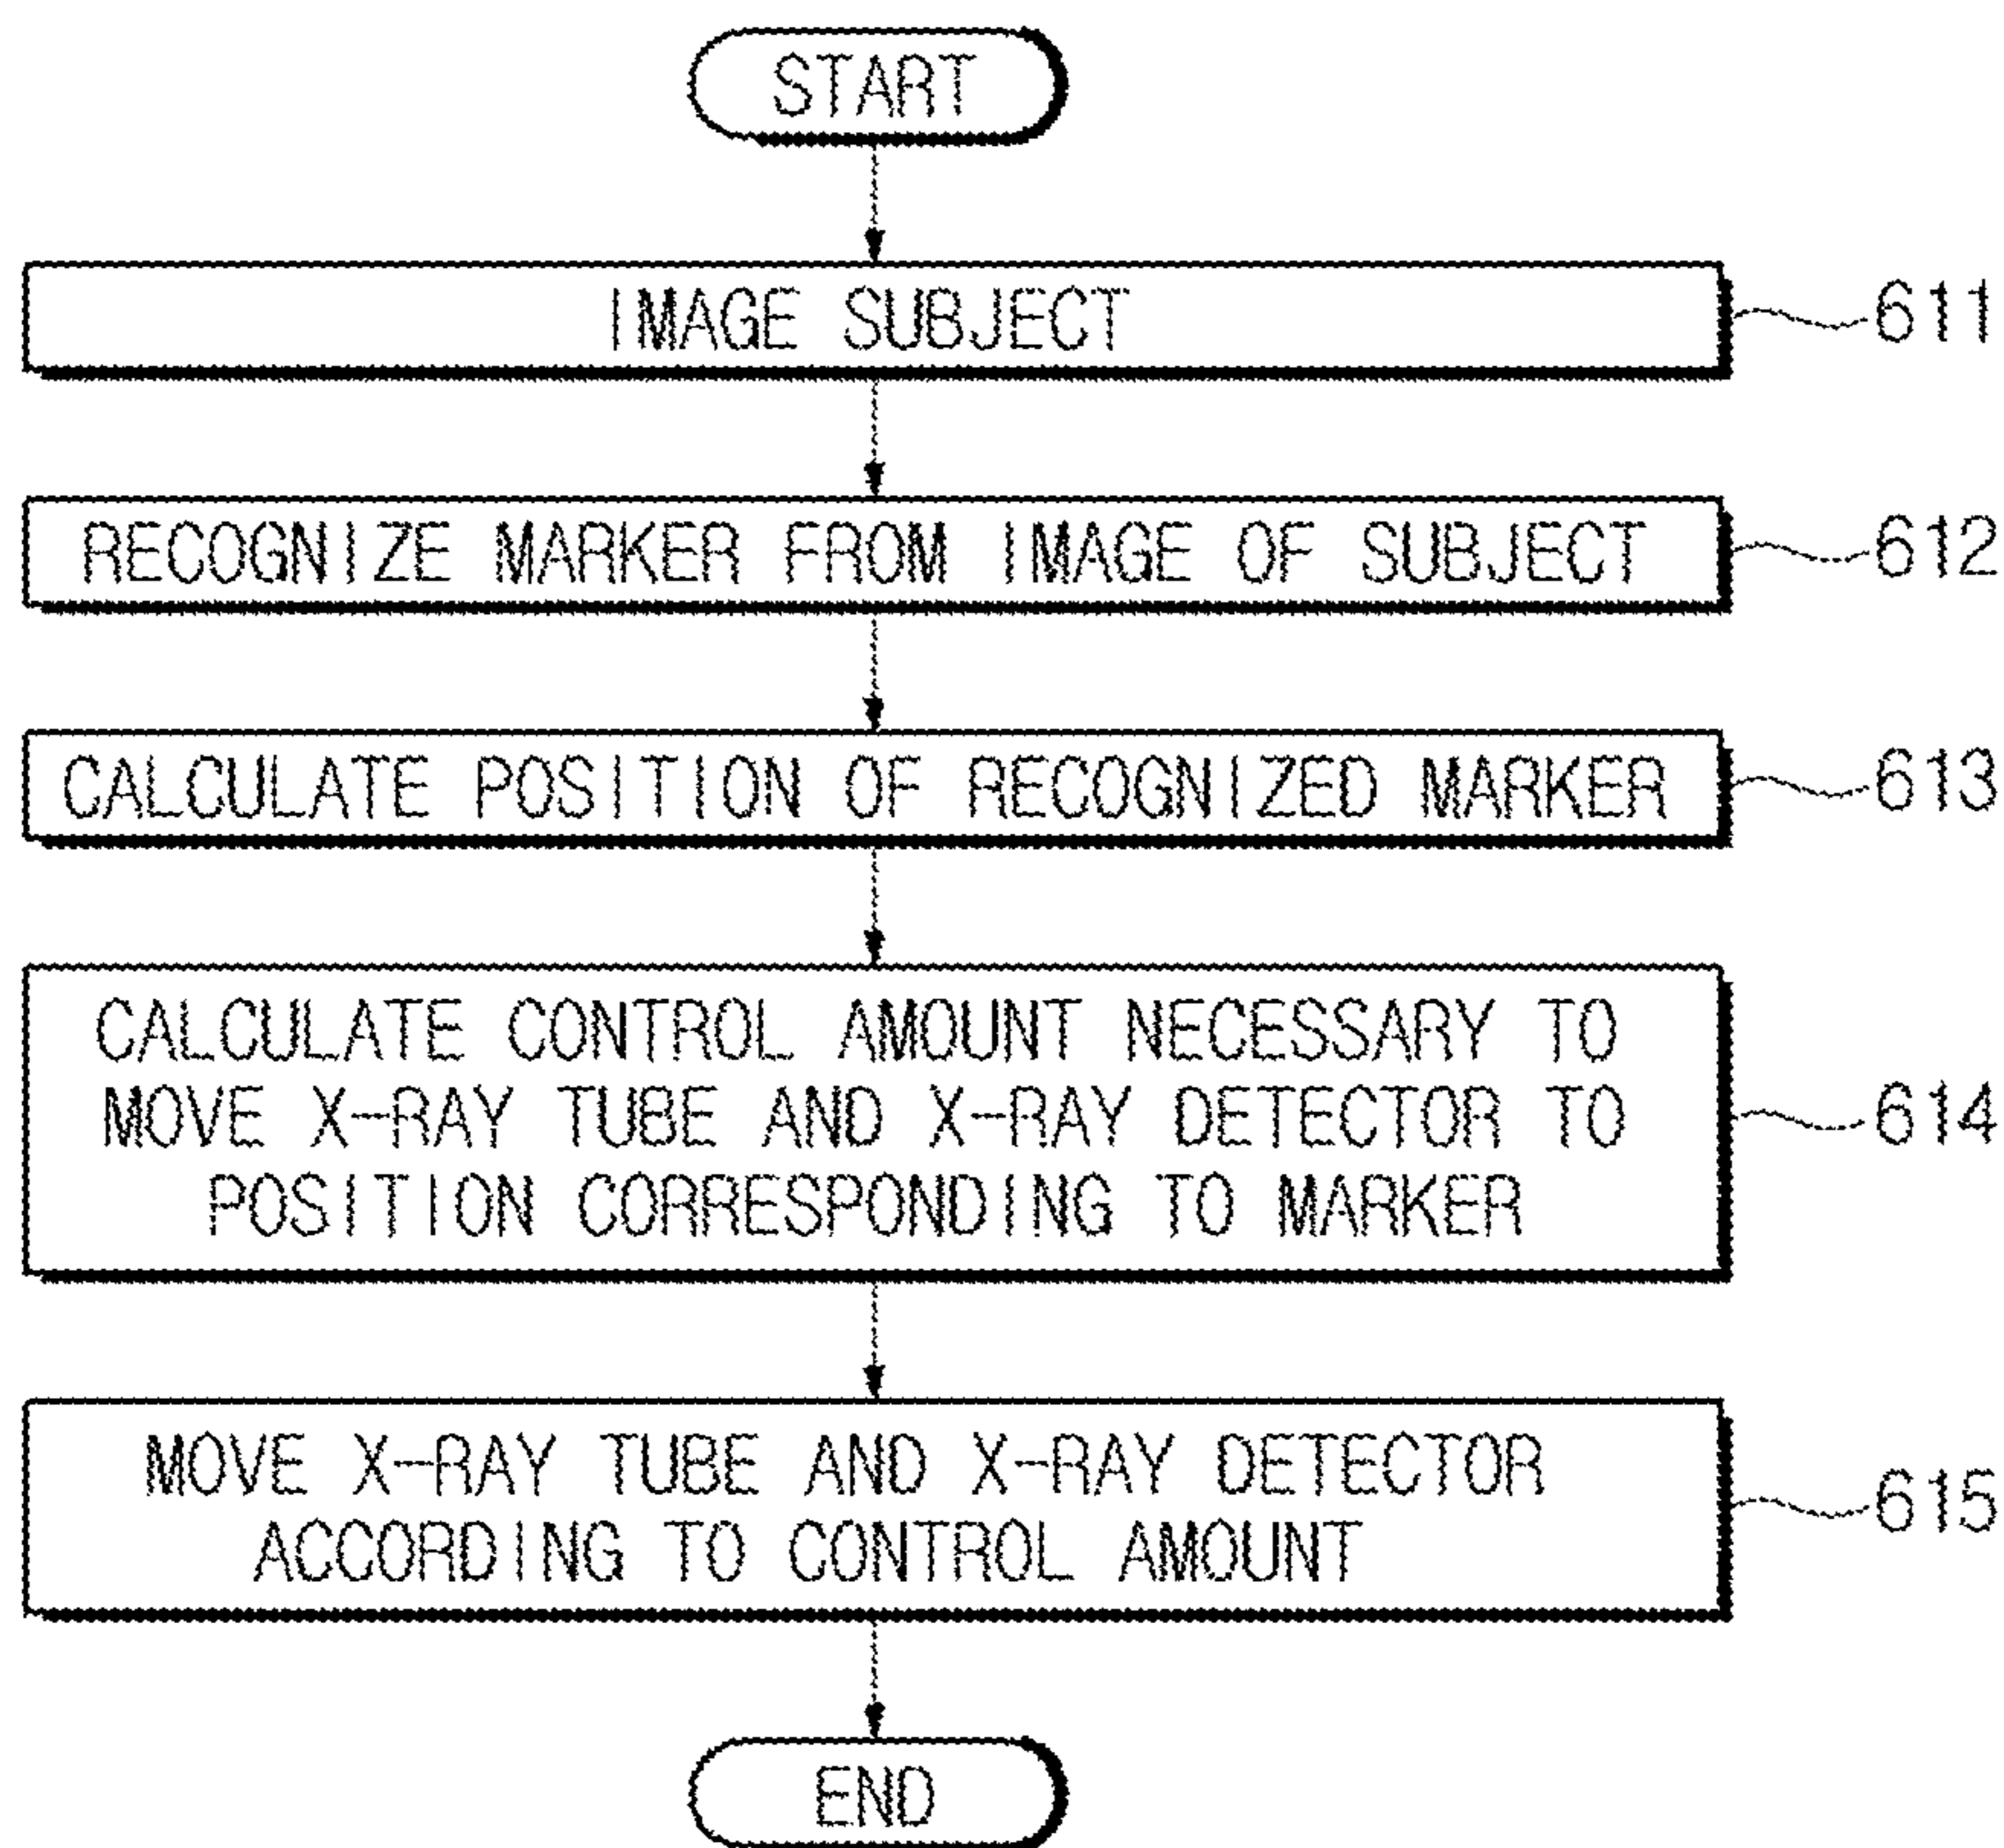 START
IMAGE SUBJECT
611
RECOGNIZE MARKER FROM IMAGE OF SUBJECT
612
CALCULATE POSITION OF RECOGNIZED MARKER
613
CALCULATE CONTROL AMOUNT NECESSARY TO
MOVE X-RAY TUBE AND X-RAY DETECTOR TO
POSITION CORRESPONDING TO MARKER
614
MOVE X-RAY TUBE AND X-RAY DETECTOR
ACCORDING TO CONTROL AMOUNT
615
END